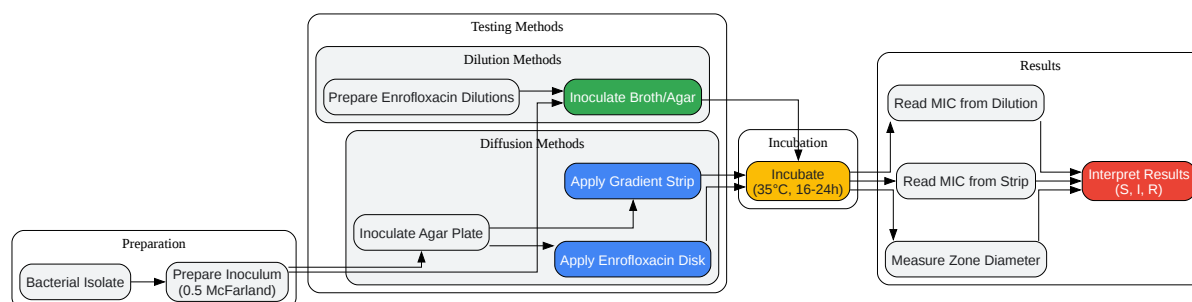 Testing Methods
Dilution Methods
Prepare Enrofloxacin Dilutions
Inoculate Broth/Agar
Diffusion Methods
Apply Gradient Strip
Inoculate Agar Plate
Apply Enrofloxacin Disk
Preparation
Bacterial Isolate
Prepare Inoculum
(0.5 McFarland)
Incubation
Incubate
(35°C, 16-24h)
Results
Read MIC from Dilution
Read MIC from Strip
Measure Zone Diameter
Interpret Results
(S, I, R)